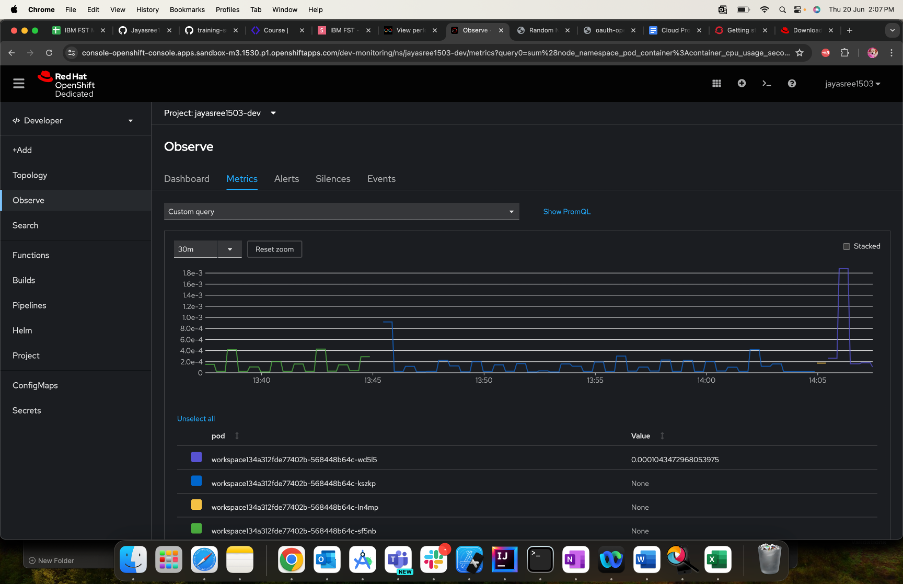 Chrome File Edit View History Bookmarks Profiles Tab Window Help Thu 20 Jun 2:07PM
IBM FST Jayasree1 training-r Course | IBM FST - View perf Observe Random oauth-op Cloud Pro Getting Downloa
console-openshift-console.apps.sandbox-m3.1530.p1.openshiftapps.com/dev-monitoring/ns/jayasree1503-dev/metrics?query0=sum%28node_namespace_pod_container%3Acontainer_cpu_usage_seco...
Red Hat
OpenShift
Dedicated
jayasree1503
Developer
+Add
Topology
Observe
Search
Functions
Builds
Pipelines
Helm
Project
ConfigMaps
Secrets
Project: jayasree1503-dev
Observe
Dashboard Metrics Alerts Silences Events
Custom query
Show PromQL
30m
Reset zoom
Stacked
1.8e-3
1.6e-3
1.4e-3
1.2e-3
1.0e-3
8.0e-4
6.0e-4
4.0e-4
2.0e-4
0
13:40 13:45 13:50 13:55 14:00 14:05
Unselect all
pod Value
workspace134a312fde77402b-568448b64c-wd5l5 0.0001043472968053975
workspace134a312fde77402b-568448b64c-kszkp None
workspace134a312fde77402b-568448b64c-ln4mp None
workspace134a312fde77402b-568448b64c-sf5nb None
New Folder
NEW